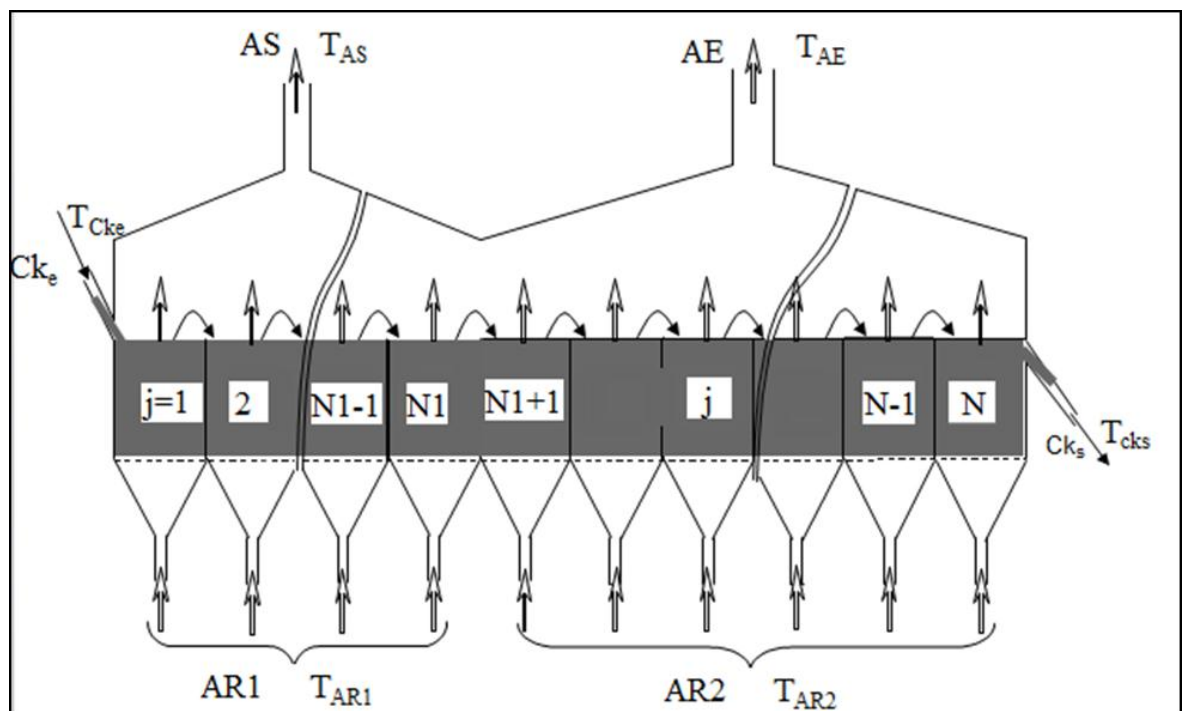 AS T_AS AE T_AE
T_Cke
Ck_e
j=1 2 N1-1 N1 N1+1 j N-1 N
Ck_s T_cks
AR1 T_AR1 AR2 T_AR2